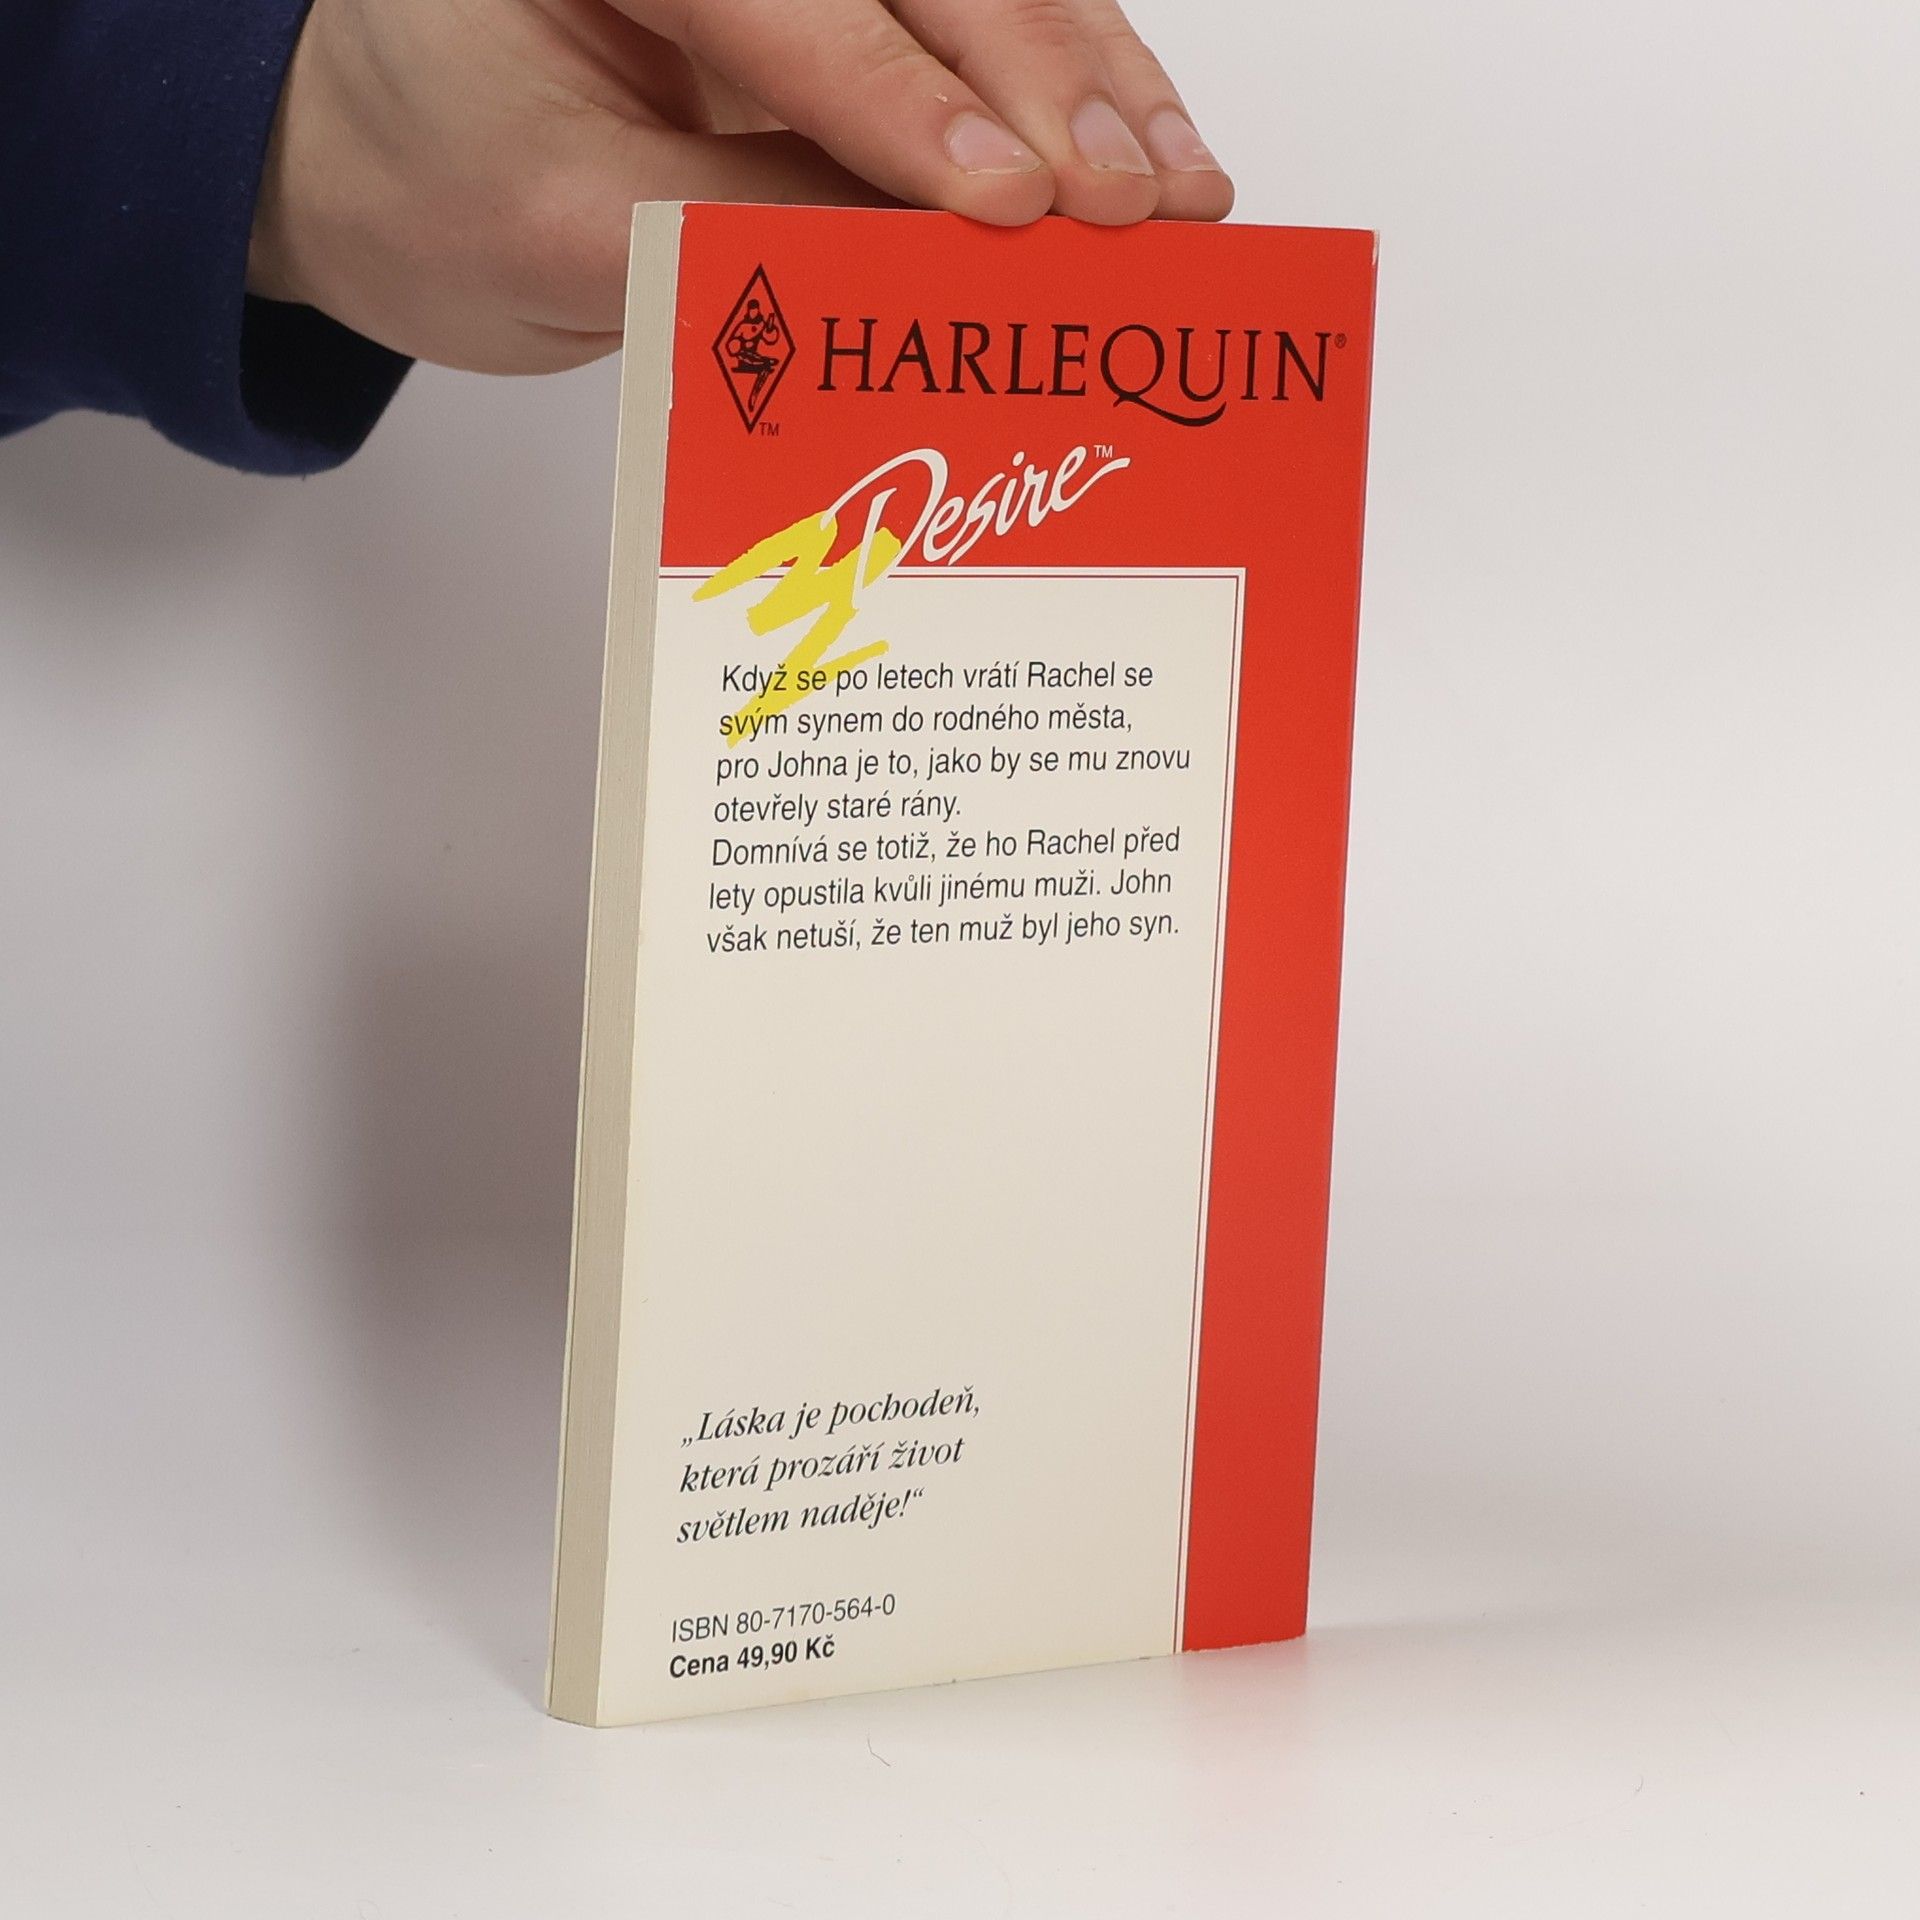 HARLEQUIN®
TM
Desire™
Když se po letech vrátí Rachel se
svým synem do rodného města,
pro Johna je to, jako by se mu znovu
otevřely staré rány.
Domnívá se totiž, že ho Rachel před
lety opustila kvůli jinému muži. John
však netuší, že ten muž byl jeho syn.
„Láska je pochodeň,
která prozáří život
světlem naděje!“
ISBN 80-7170-564-0
Cena 49,90 Kč